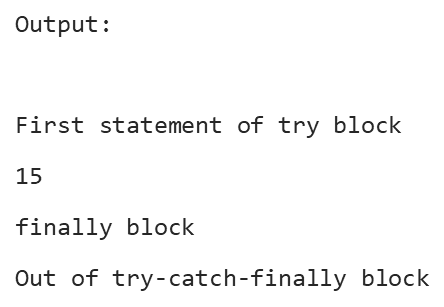 Output:
First statement of try block
15
finally block
Out of try-catch-finally block